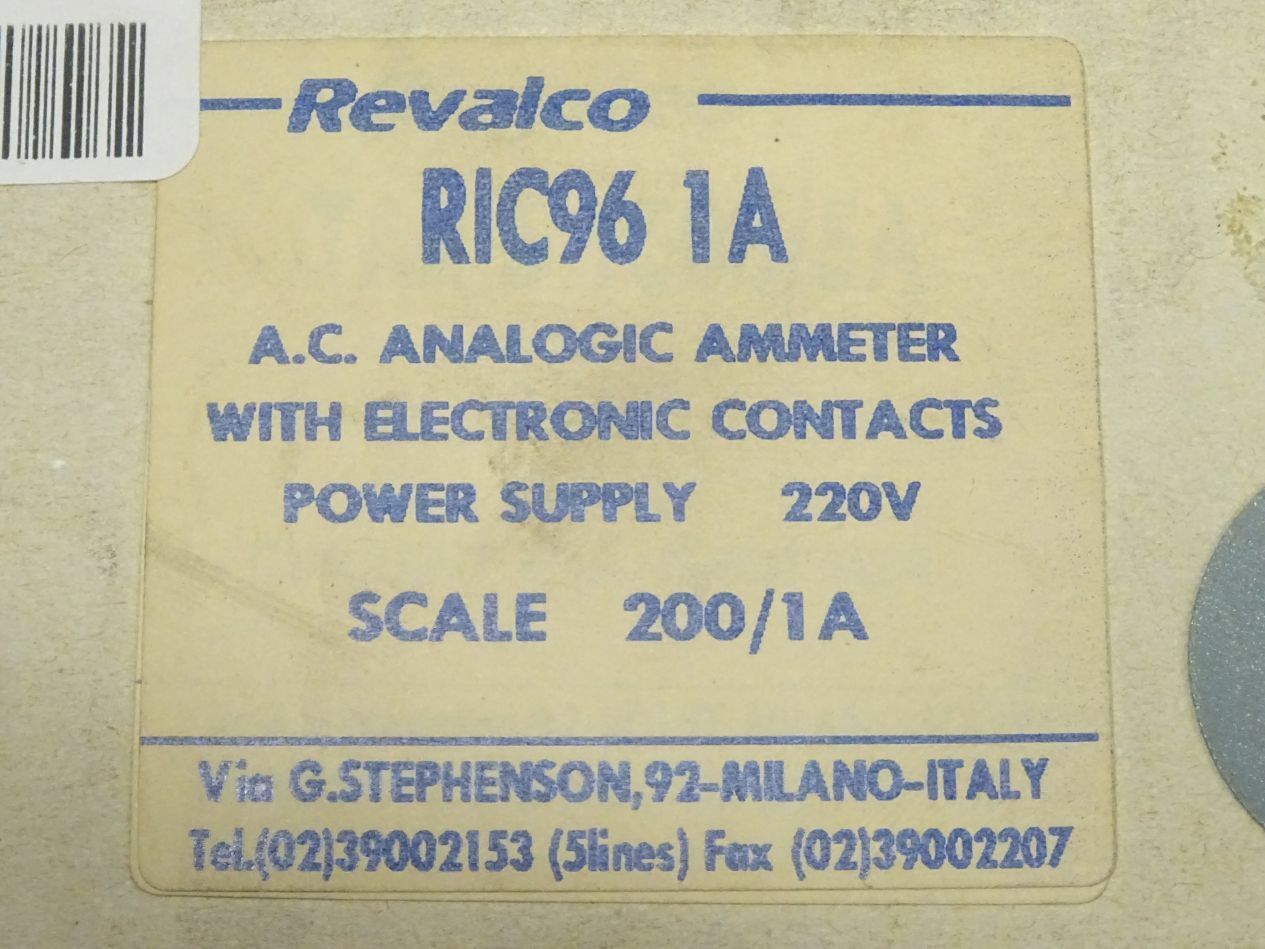 Revalco
RIC96 1A
A.C. ANALOGIC AMMETER
WITH ELECTRONIC CONTACTS
POWER SUPPLY 220V
SCALE 200/1A
Via G.STEPHENSON,92-MILANO-ITALY
Tel.(02)39002153 (5lines) Fax (02)39002207